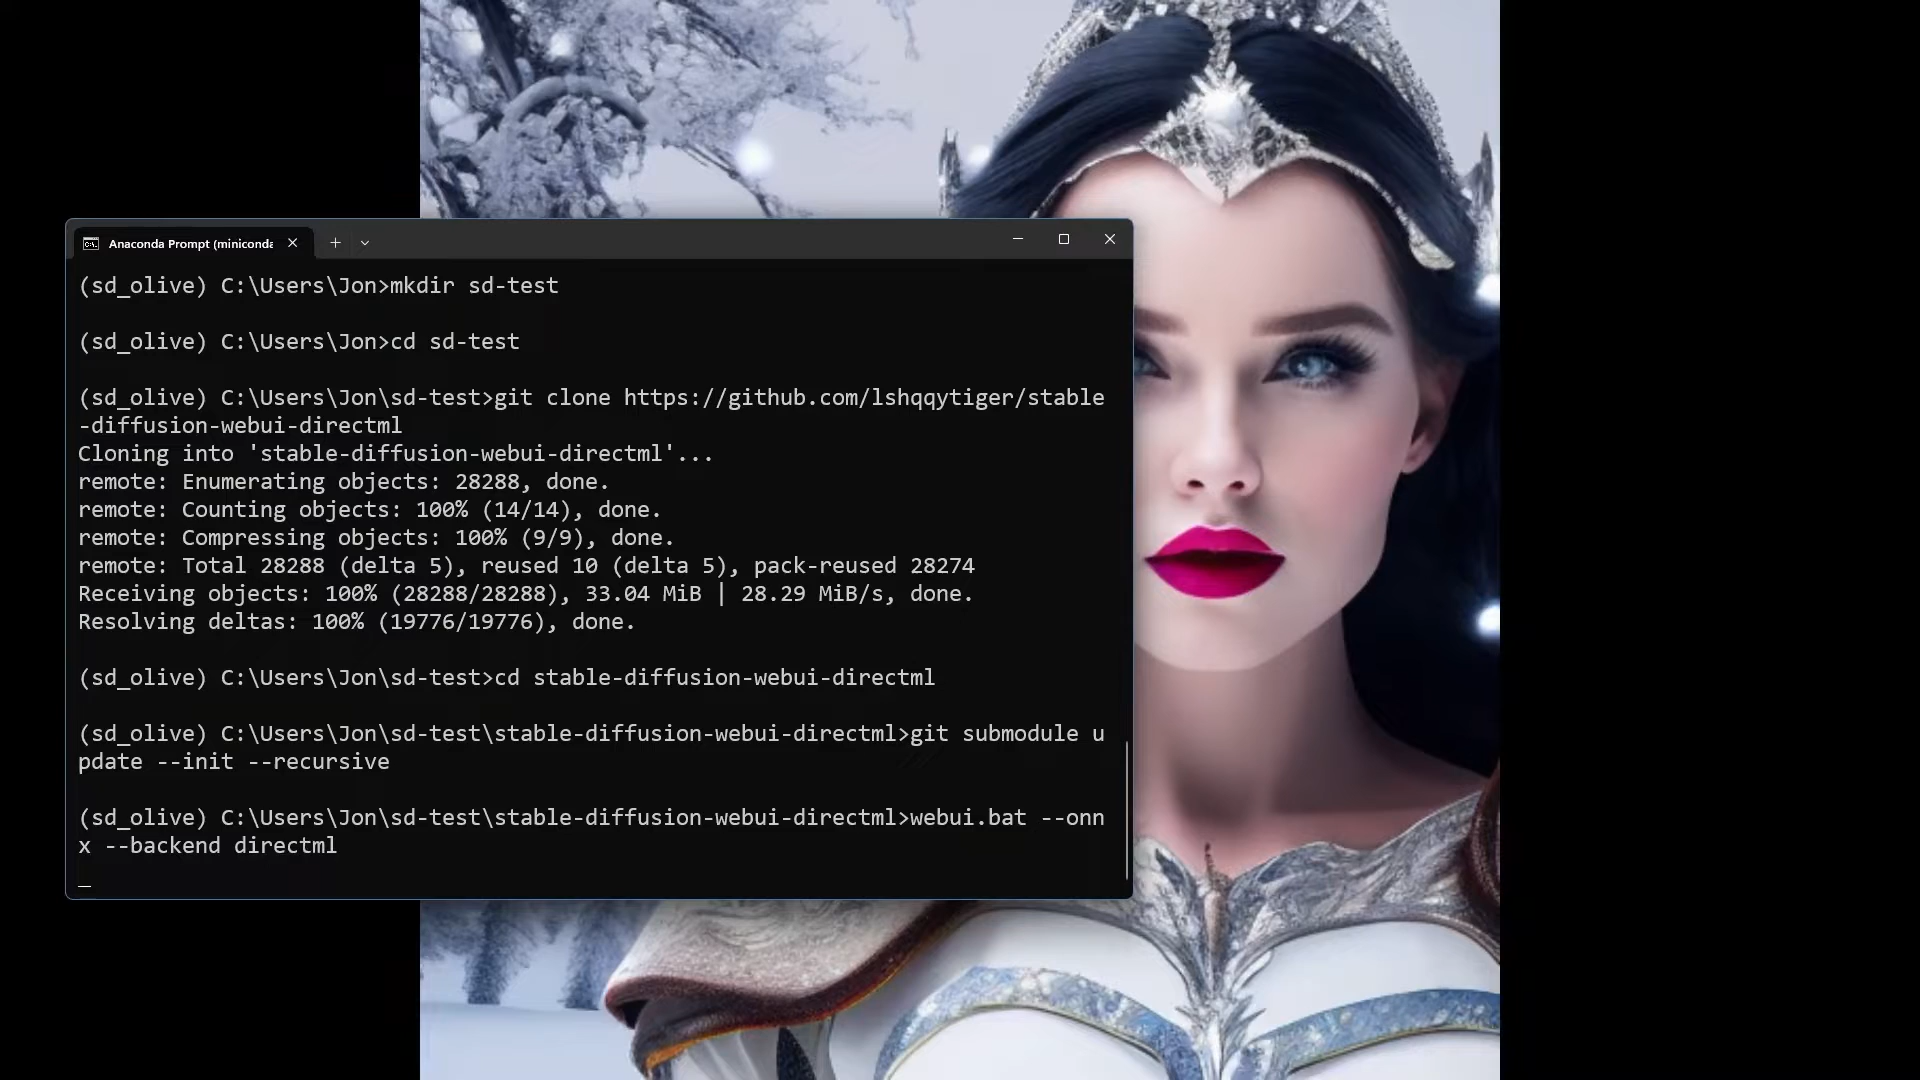 Anaconda Prompt (miniconda
(sd_olive) C:\Users\Jon>mkdir sd-test
(sd_olive) C:\Users\Jon>cd sd-test
(sd_olive) C:\Users\Jon\sd-test>git clone https://github.com/lshqqytiger/stable
-diffusion-webui-directml
Cloning into 'stable-diffusion-webui-directml'...
remote: Enumerating objects: 28288, done.
remote: Counting objects: 100% (14/14), done.
remote: Compressing objects: 100% (9/9), done.
remote: Total 28288 (delta 5), reused 10 (delta 5), pack-reused 28274
Receiving objects: 100% (28288/28288), 33.04 MiB | 28.29 MiB/s, done.
Resolving deltas: 100% (19776/19776), done.
(sd_olive) C:\Users\Jon\sd-test>cd stable-diffusion-webui-directml
(sd_olive) C:\Users\Jon\sd-test\stable-diffusion-webui-directml>git submodule u
pdate --init --recursive
(sd_olive) C:\Users\Jon\sd-test\stable-diffusion-webui-directml>webui.bat --onn
x --backend directml